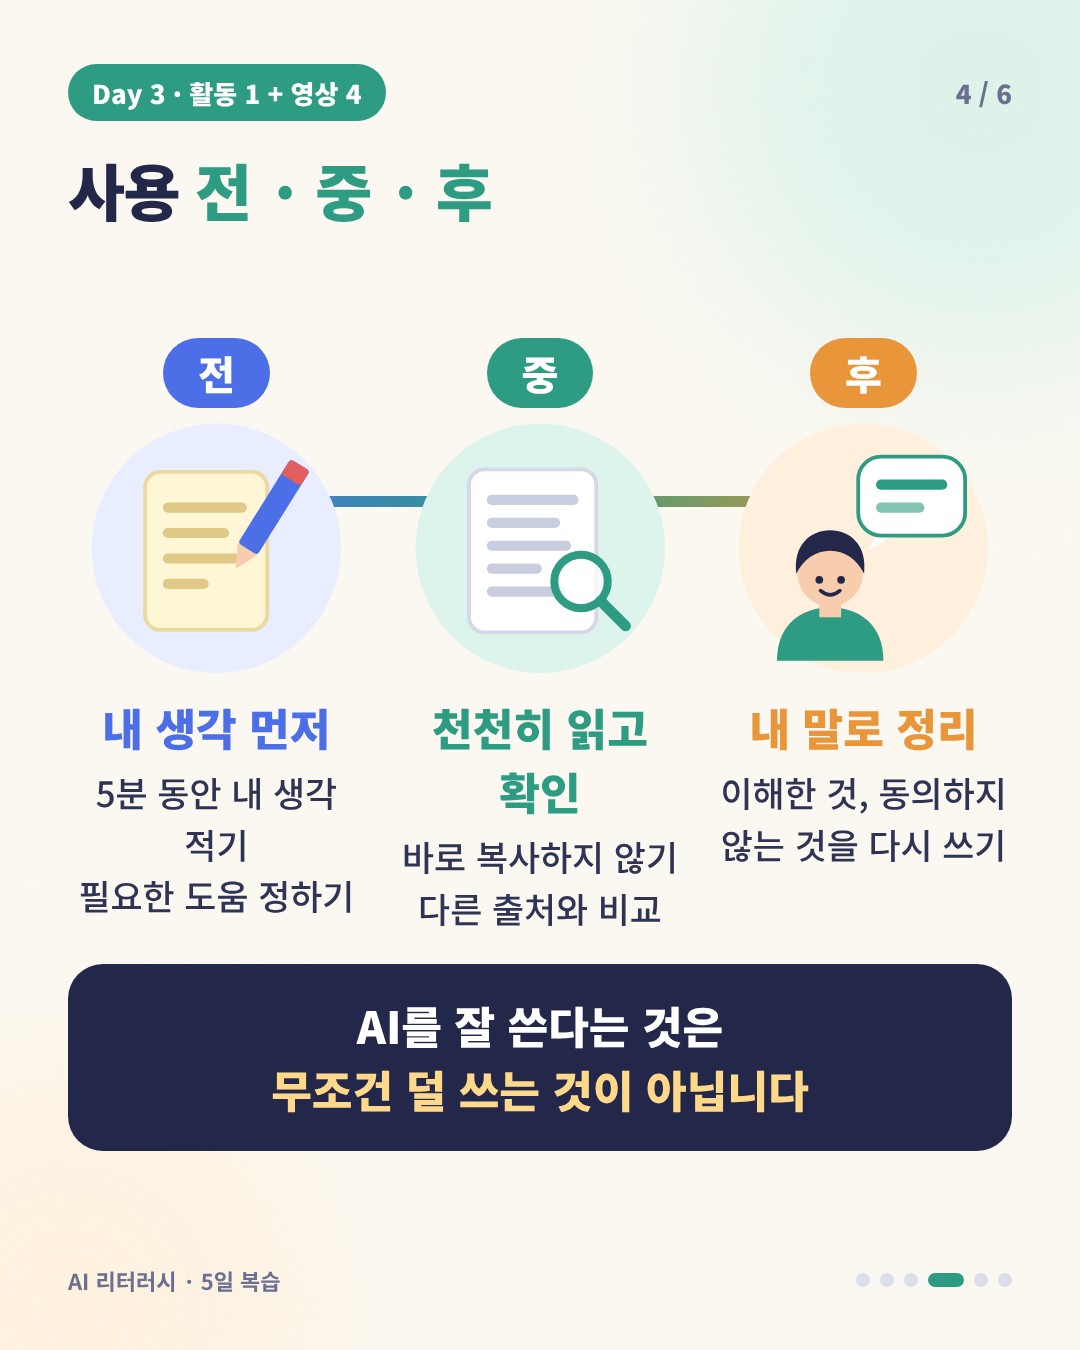 Day 3 · 활동 1 + 영상 4
4 / 6
사용 전 · 중 · 후
전
내 생각 먼저
5분 동안 내 생각
적기
필요한 도움 정하기
중
천천히 읽고
확인
바로 복사하지 않기
다른 출처와 비교
후
내 말로 정리
이해한 것, 동의하지
않는 것을 다시 쓰기
AI를 잘 쓴다는 것은
무조건 덜 쓰는 것이 아닙니다
AI 리터러시 · 5일 복습